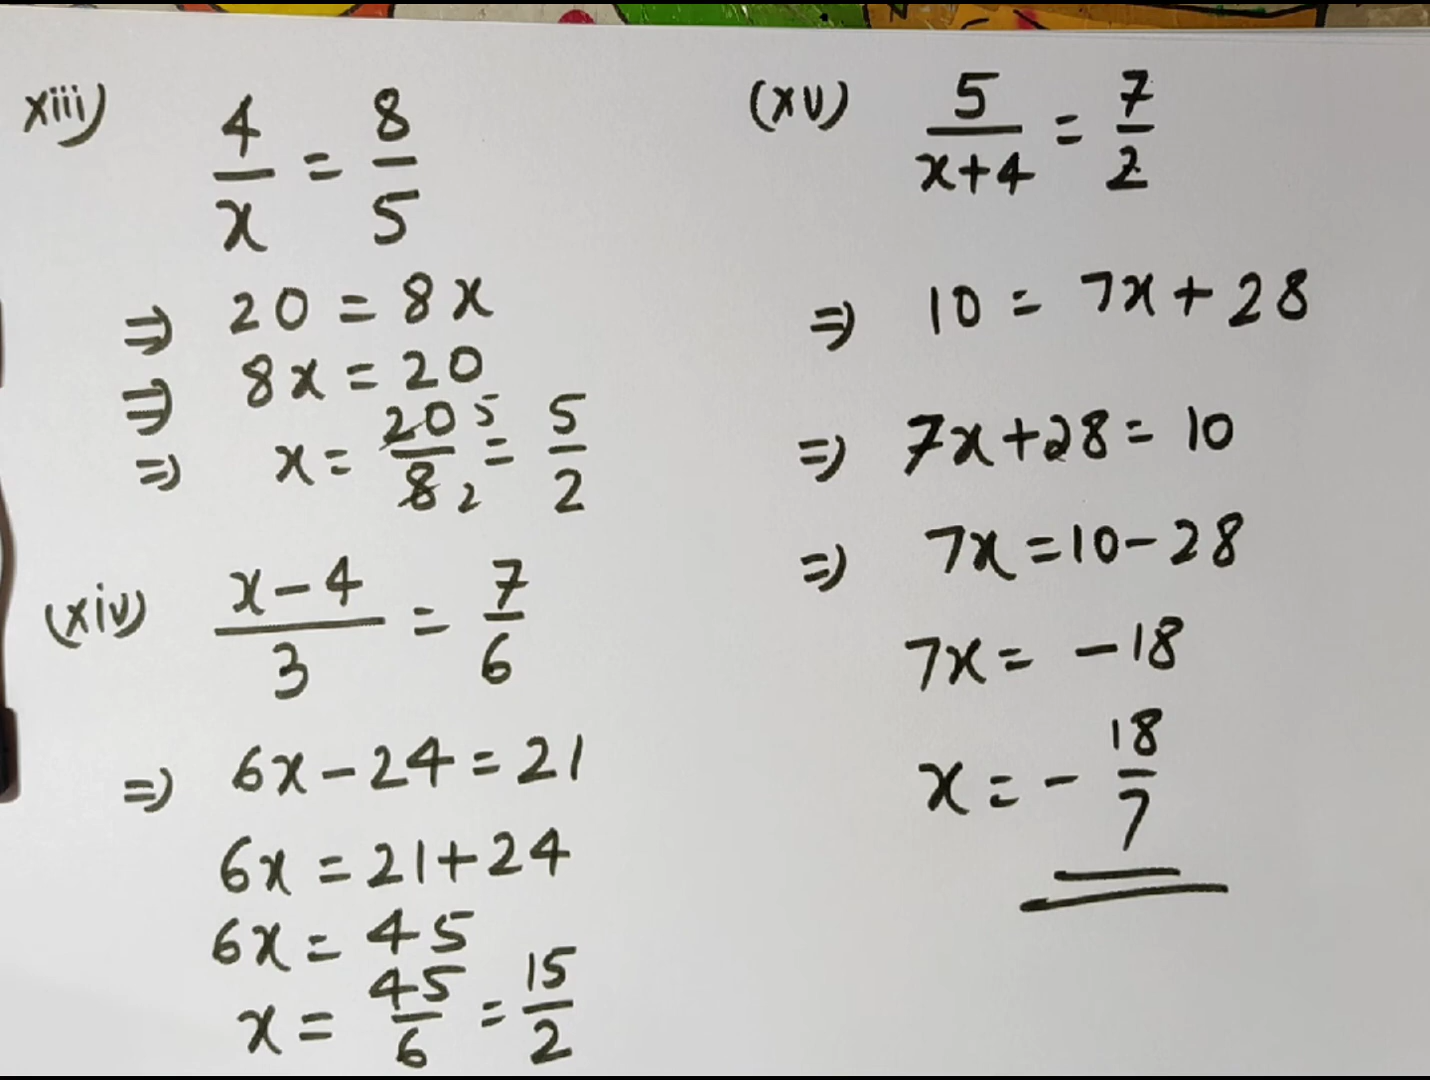 xiii) 4/x = 8/5
⇒ 20 = 8x
⇒ 8x = 20
⇒ x = 20/8 5 2 = 5/2
(xiv) x-4/3 = 7/6
⇒ 6x - 24 = 21
6x = 21+24
6x = 45
x = 45/6 = 15/2
(xv) 5/x+4 = 7/2
⇒ 10 = 7x + 28
⇒ 7x+28 = 10
⇒ 7x = 10-28
7x = -18
x = - 18/7